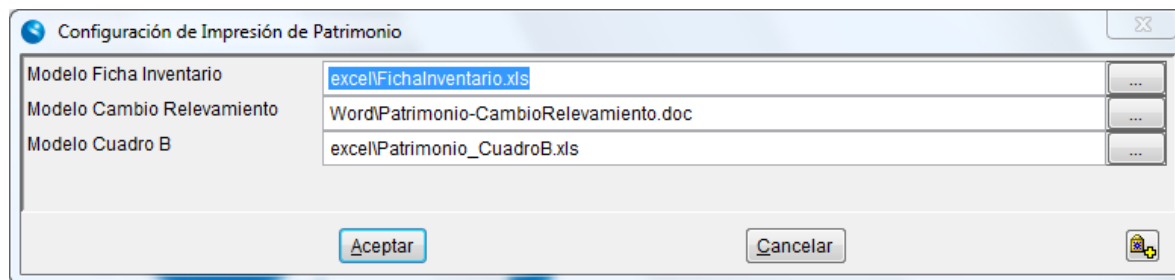 Configuración de Impresión de Patrimonio
Modelo Ficha Inventario excel\FichaInventario.xls ...
Modelo Cambio Relevamiento Word\Patrimonio-CambioRelevamiento.doc ...
Modelo Cuadro B excel\Patrimonio_CuadroB.xls ...
Aceptar Cancelar